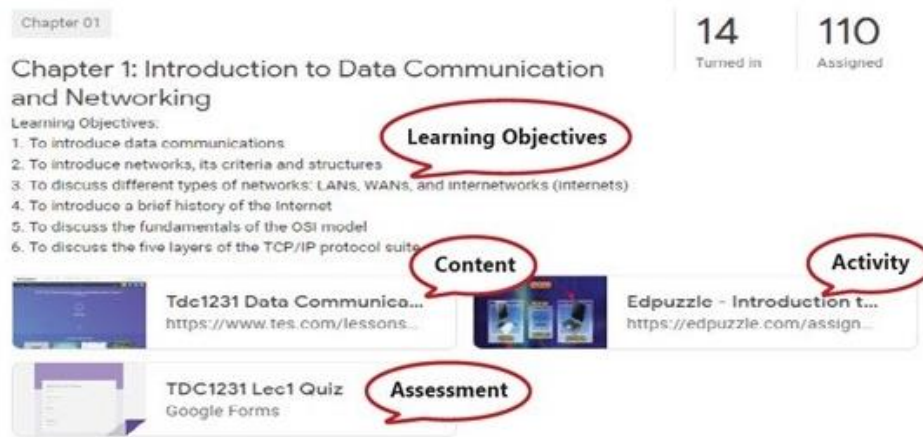 Chapter 01
14
Turned in
110
Assigned
Chapter 1: Introduction to Data Communication
and Networking
Learning Objectives:
1. To introduce data communications
2. To introduce networks, its criteria and structures
3. To discuss different types of networks: LANs, WANs, and internetworks (internets)
4. To introduce a brief history of the Internet
5. To discuss the fundamentals of the OSI model
6. To discuss the five layers of the TCP/IP protocol suite
Learning Objectives
Content
Activity
Tdc1231 Data Communica...
https://www.tes.com/lessons...
Edpuzzle - Introduction t...
https://edpuzzle.com/assign...
TDC1231 Lec1 Quiz
Google Forms
Assessment